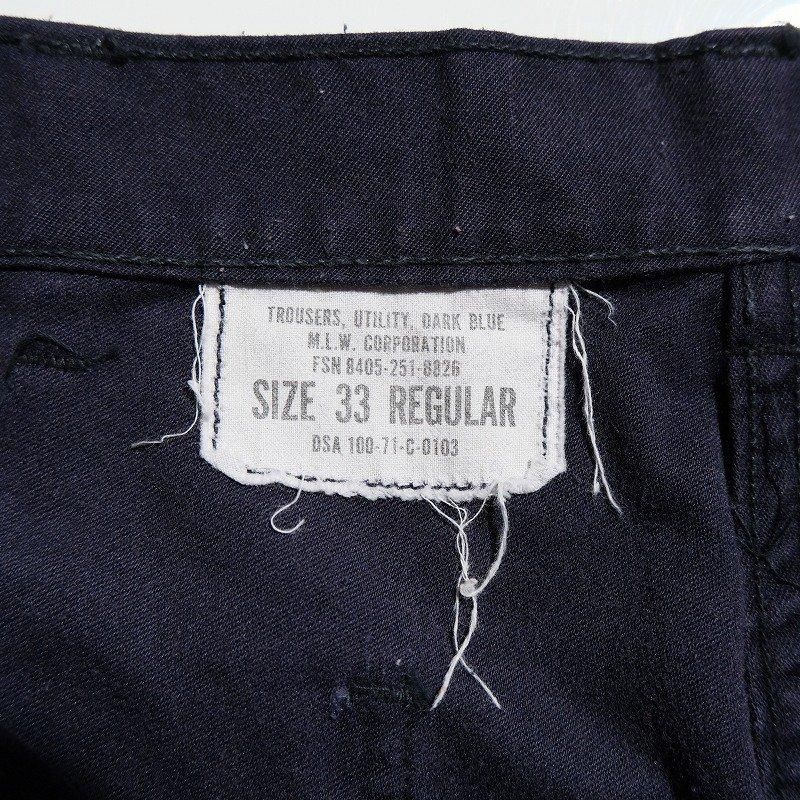 TROUSERS, UTILITY, DARK BLUE
M.L.W. CORPORATION
FSN 8405-251-8826
SIZE 33 REGULAR
DSA 100-71-C-0103